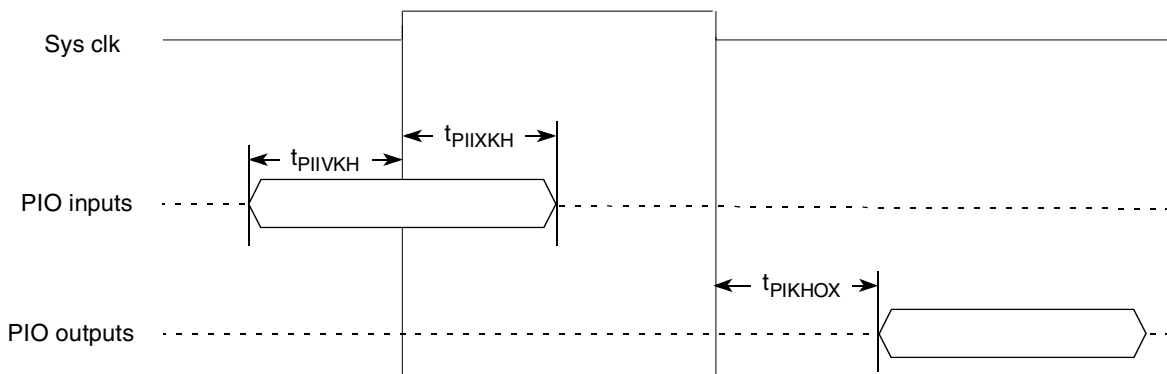 Sys clk
tPIIXKH
tPIIVKH
PIO inputs
tPIKHOX
PIO outputs